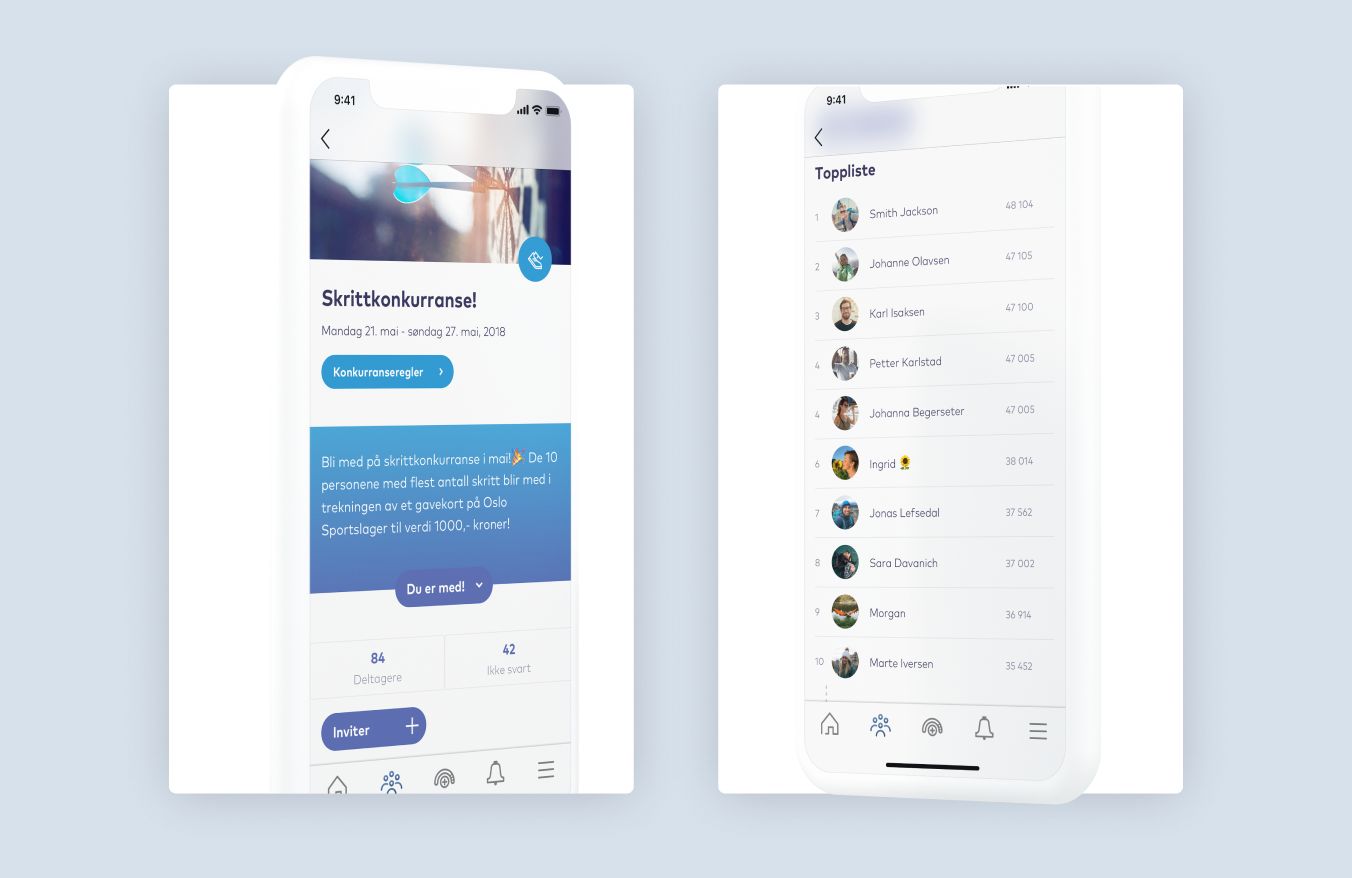 9:41
Skrittkonkurranse!
Mandag 21. mai - søndag 27. mai, 2018
Konkurranseregler
Bli med på skrittkonkurranse i mai!🎉 De 10
personene med flest antall skritt blir med i
trekningen av et gavekort på Oslo
Sportslager til verdi 1000,- kroner!
Du er med!
84
Deltagere
42
Ikke svart
Inviter
9:41
Toppliste
1 Smith Jackson 48 104
2 Johanne Olavsen 47 105
3 Karl Isaksen 47 100
4 Petter Karlstad 47 005
4 Johanna Begerseter 47 005
6 Ingrid 🌻 38 014
7 Jonas Lefsedal 37 562
8 Sara Davanich 37 002
9 Morgan 36 914
10 Marte Iversen 35 452